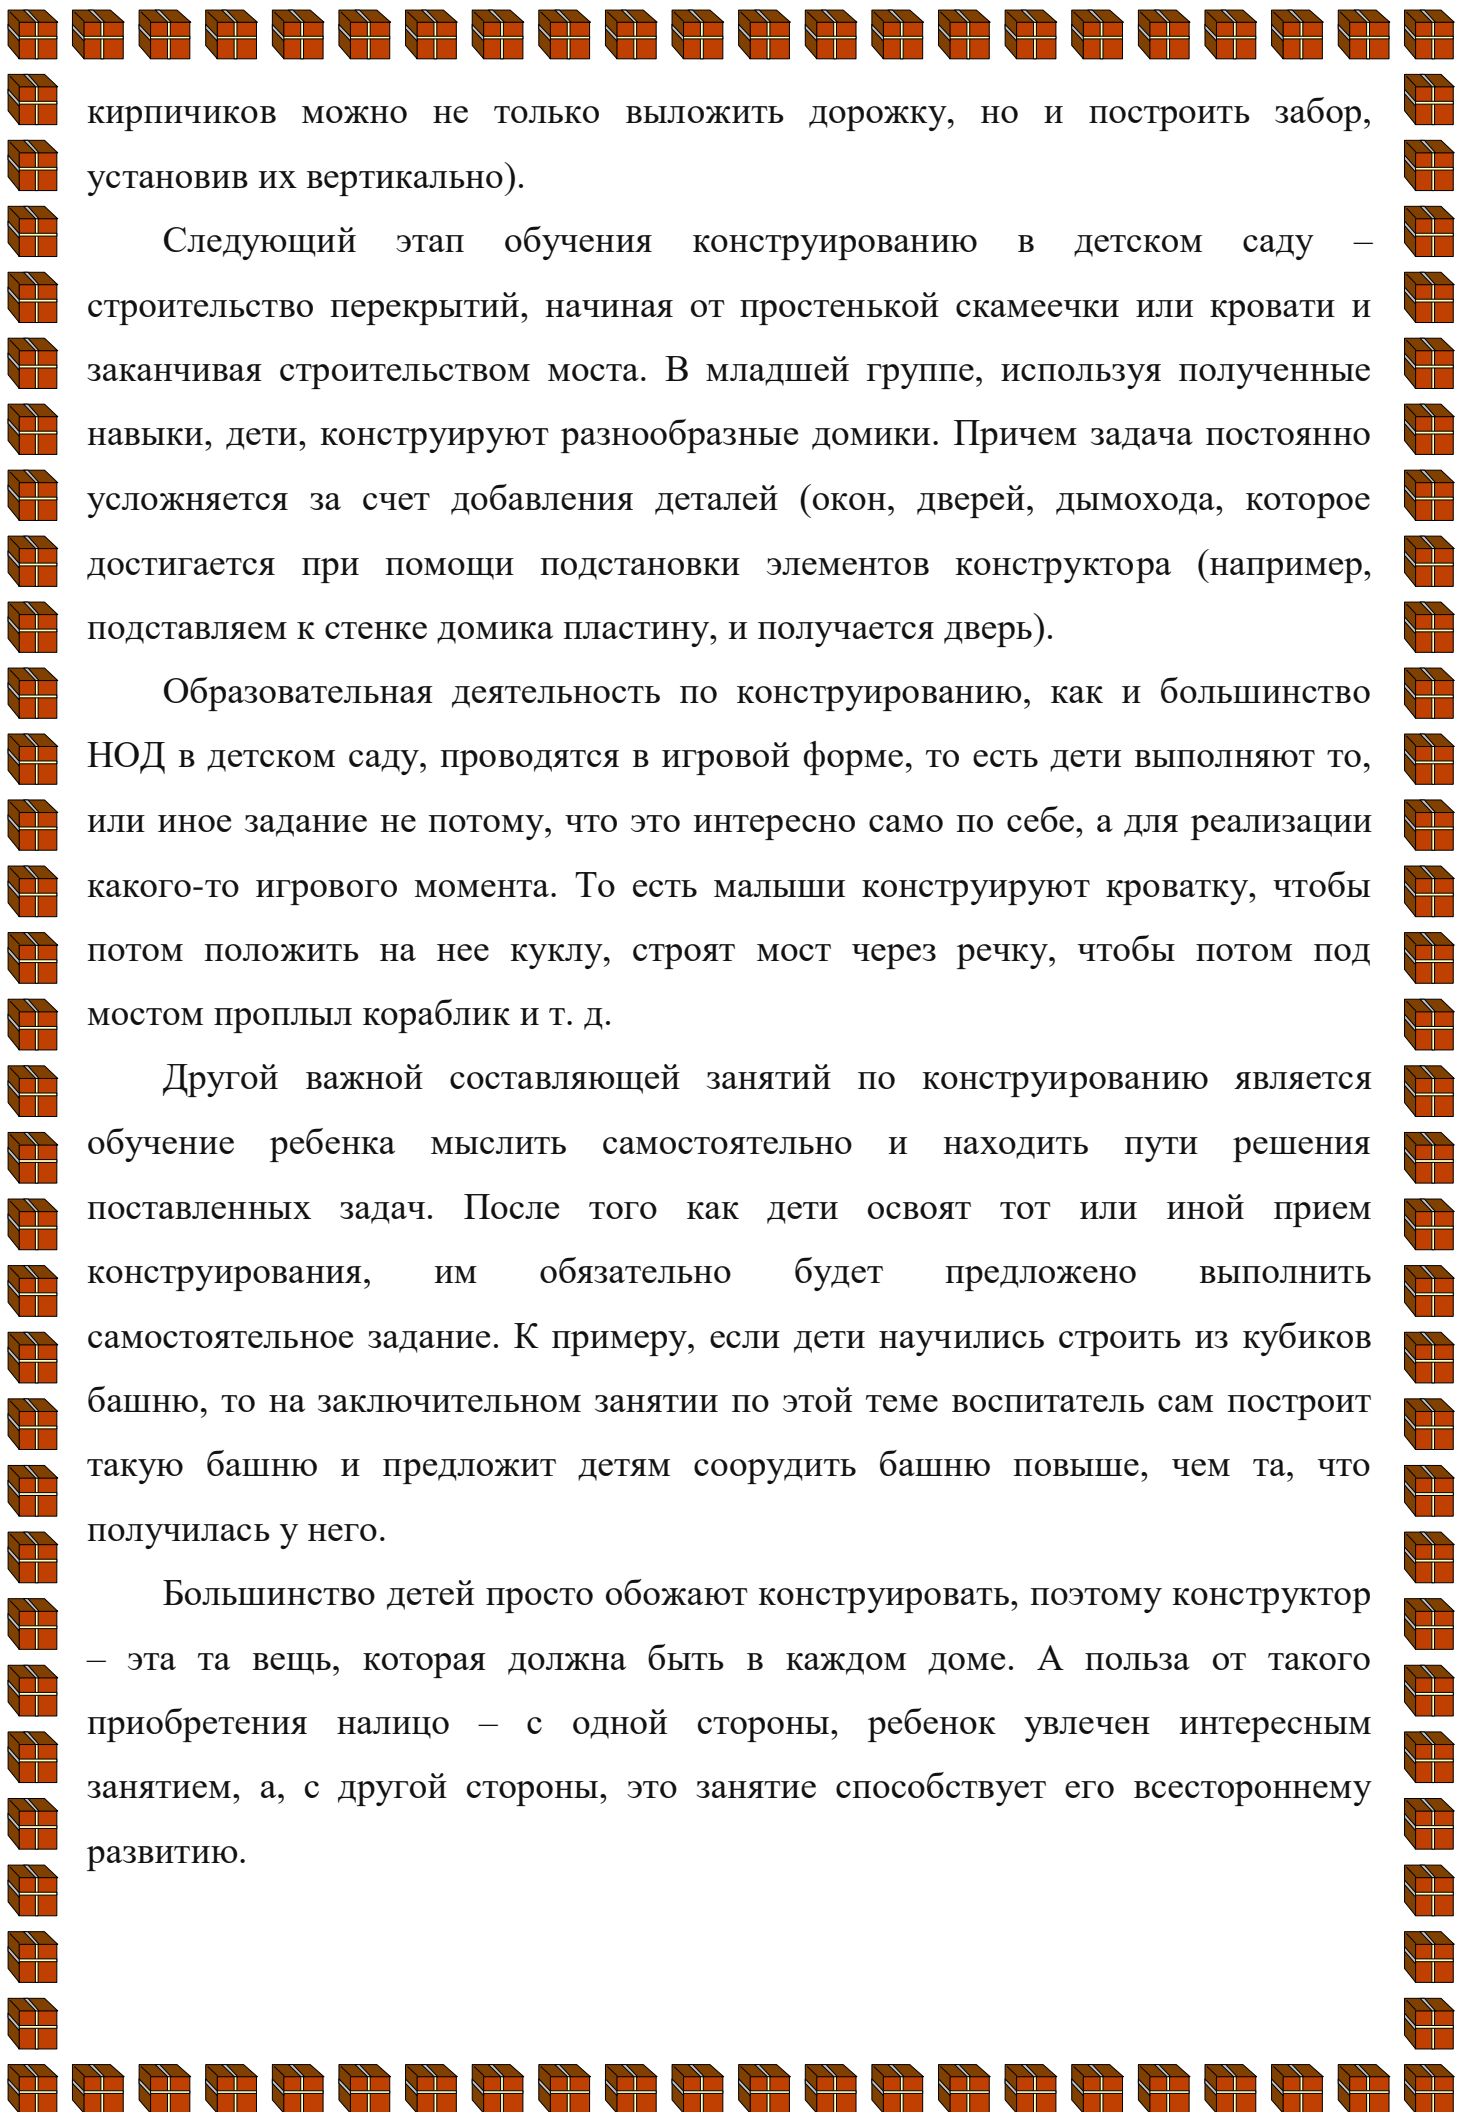 кирпичиков можно не только выложить дорожку, но и построить забор,
установив их вертикально).
Следующий этап обучения конструированию в детском саду –
строительство перекрытий, начиная от простенькой скамеечки или кровати и
заканчивая строительством моста. В младшей группе, используя полученные
навыки, дети, конструируют разнообразные домики. Причем задача постоянно
усложняется за счет добавления деталей (окон, дверей, дымохода, которое
достигается при помощи подстановки элементов конструктора (например,
подставляем к стенке домика пластину, и получается дверь).
Образовательная деятельность по конструированию, как и большинство
НОД в детском саду, проводятся в игровой форме, то есть дети выполняют то,
или иное задание не потому, что это интересно само по себе, а для реализации
какого-то игрового момента. То есть малыши конструируют кроватку, чтобы
потом положить на нее куклу, строят мост через речку, чтобы потом под
мостом проплыл кораблик и т. д.
Другой важной составляющей занятий по конструированию является
обучение ребенка мыслить самостоятельно и находить пути решения
поставленных задач. После того как дети освоят тот или иной прием
конструирования, им обязательно будет предложено выполнить
самостоятельное задание. К примеру, если дети научились строить из кубиков
башню, то на заключительном занятии по этой теме воспитатель сам построит
такую башню и предложит детям соорудить башню повыше, чем та, что
получилась у него.
Большинство детей просто обожают конструировать, поэтому конструктор
– эта та вещь, которая должна быть в каждом доме. А польза от такого
приобретения налицо – с одной стороны, ребенок увлечен интересным
занятием, а, с другой стороны, это занятие способствует его всестороннему
развитию.